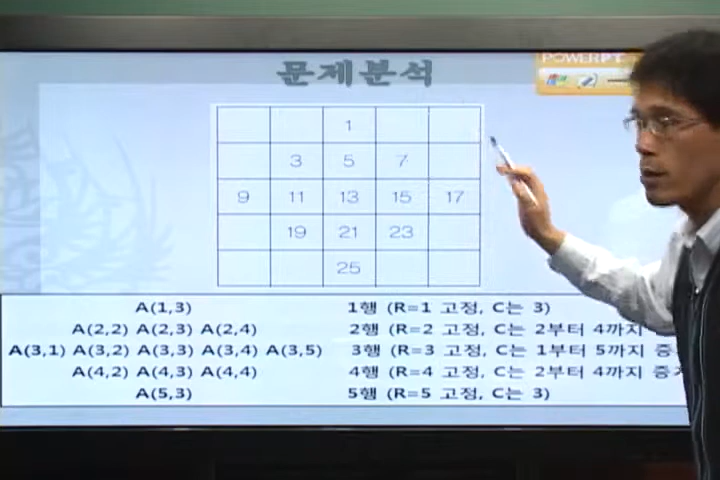 문제분석
POWERPT
1
3 5 7
9 11 13 15 17
19 21 23
25
A(1,3) 1행 (R=1 고정, C는 3)
A(2,2) A(2,3) A(2,4) 2행 (R=2 고정, C는 2부터 4까지
A(3,1) A(3,2) A(3,3) A(3,4) A(3,5) 3행 (R=3 고정, C는 1부터 5까지 증
A(4,2) A(4,3) A(4,4) 4행 (R=4 고정, C는 2부터 4까지 증
A(5,3) 5행 (R=5 고정, C는 3)